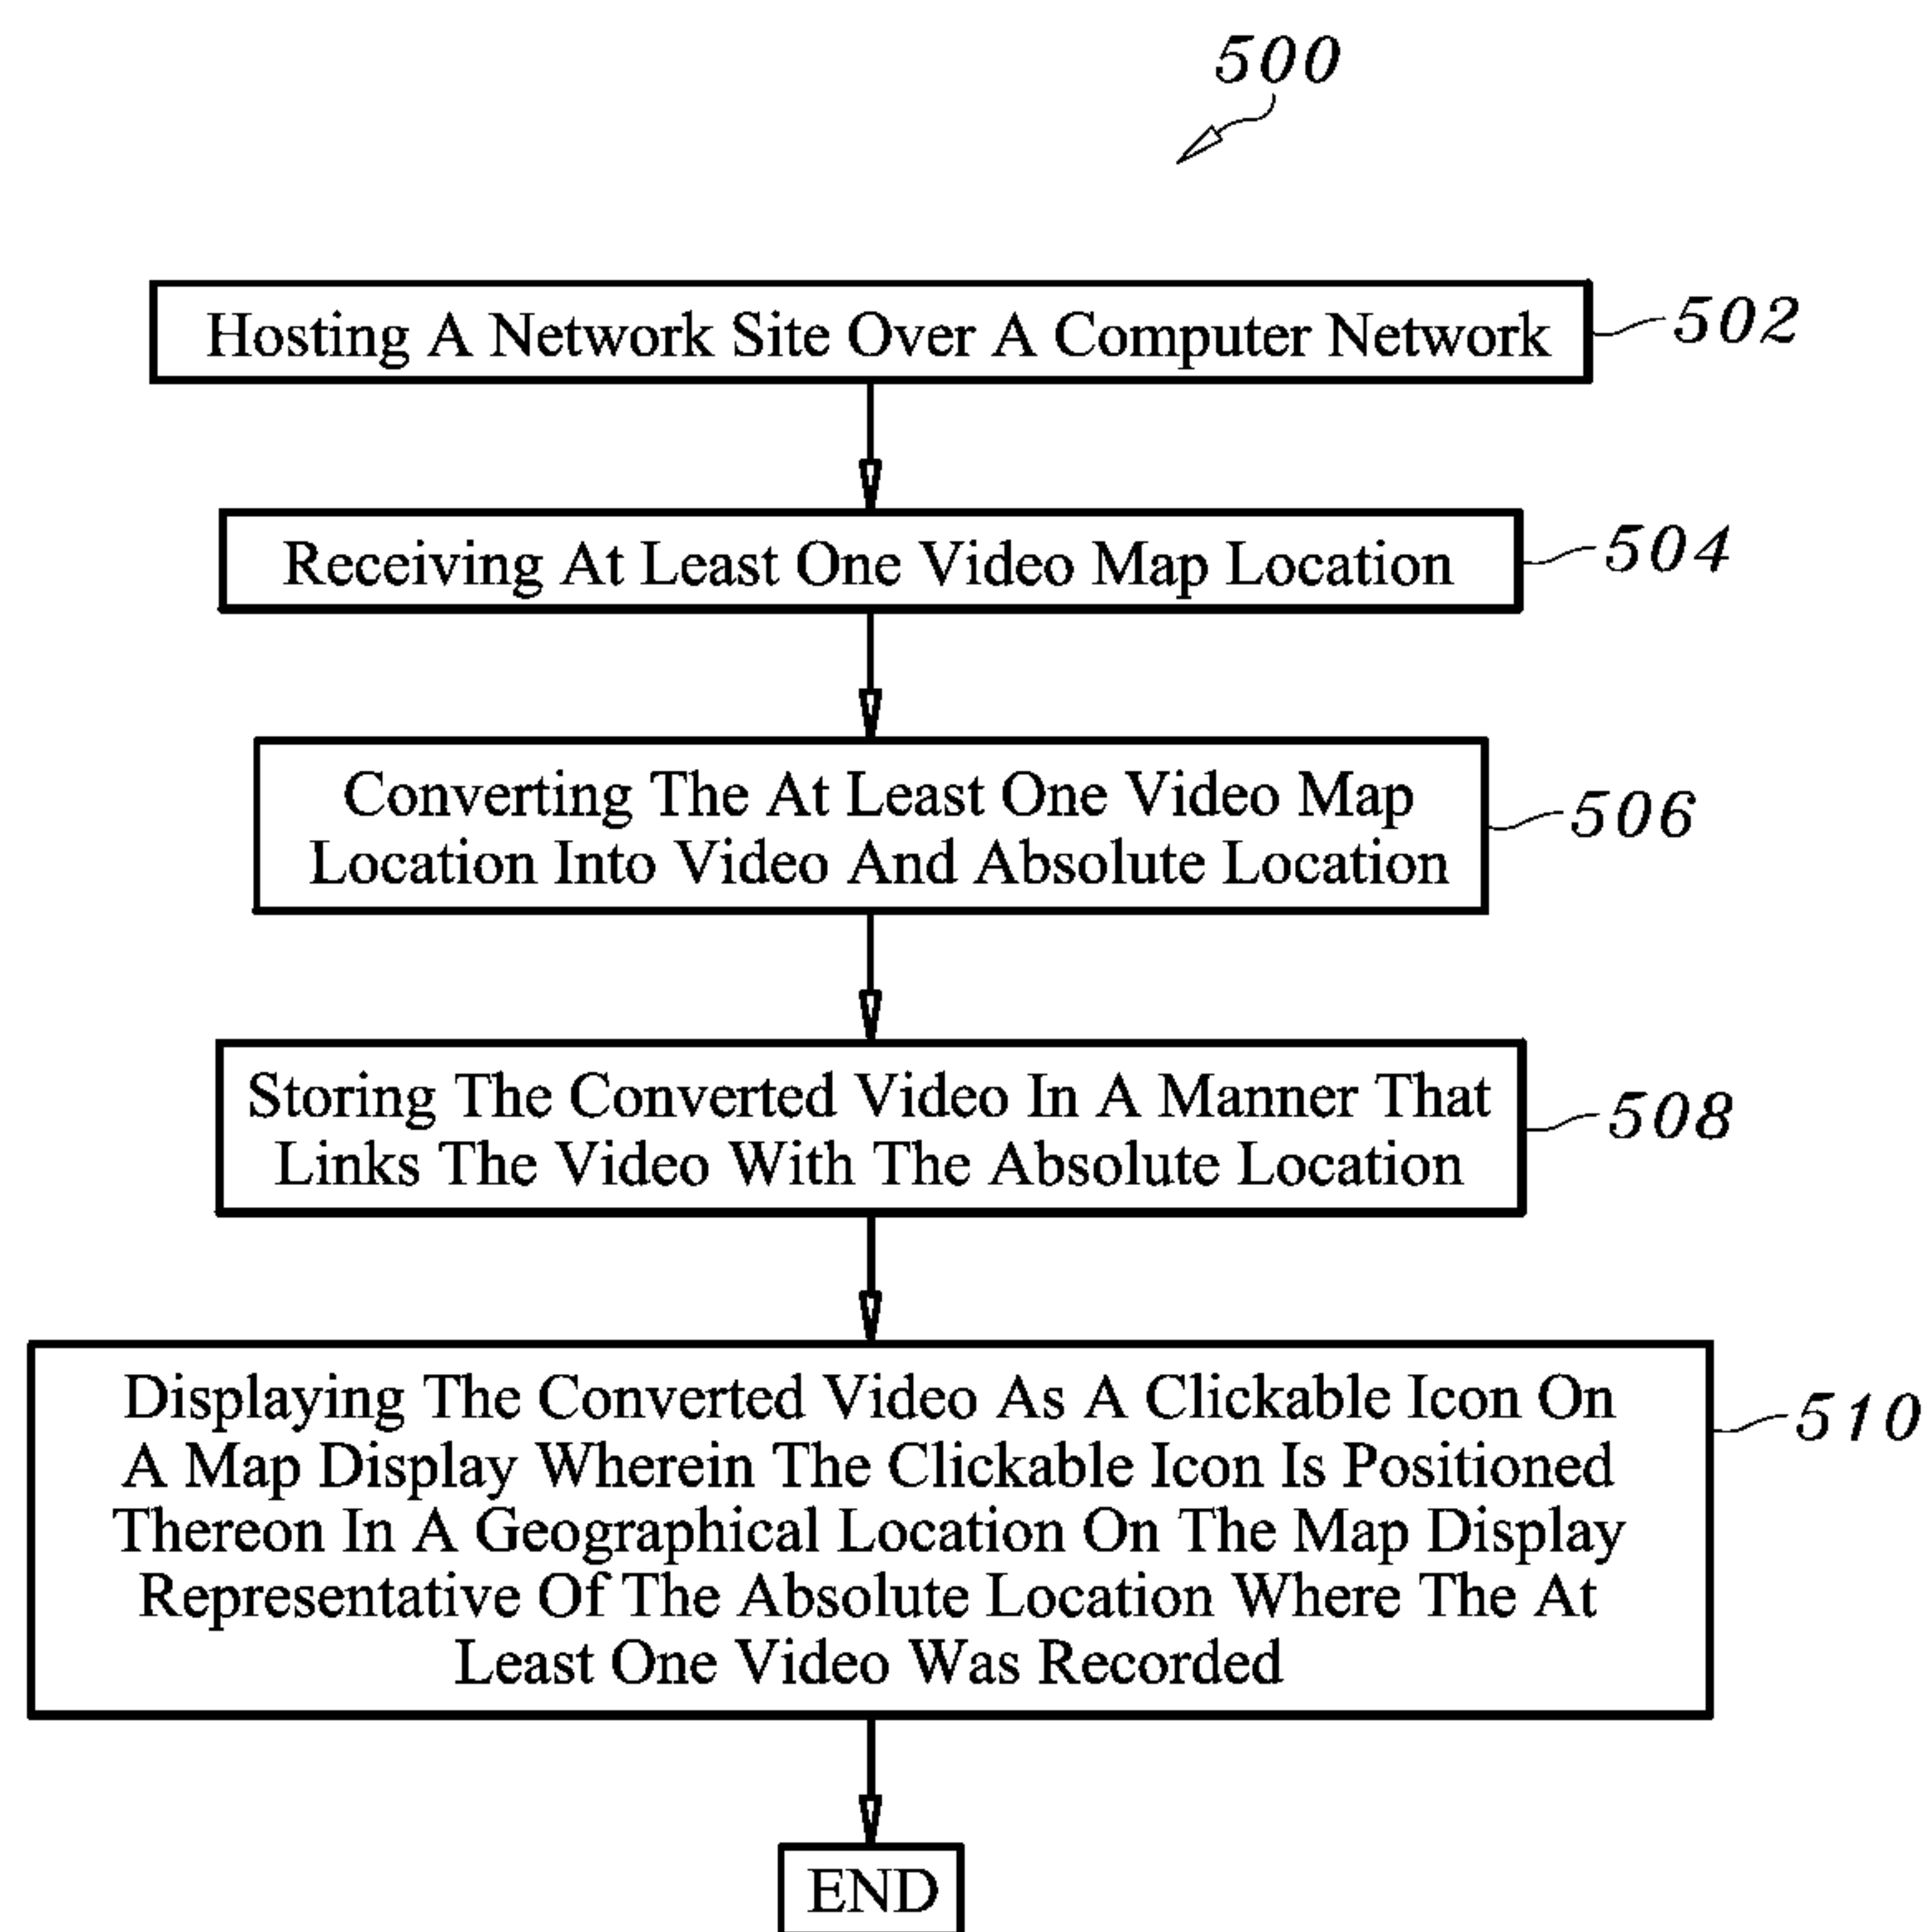 500
Hosting A Network Site Over A Computer Network
502
Receiving At Least One Video Map Location
504
Converting The At Least One Video Map
Location Into Video And Absolute Location
506
Storing The Converted Video In A Manner That
Links The Video With The Absolute Location
508
Displaying The Converted Video As A Clickable Icon On
A Map Display Wherein The Clickable Icon Is Positioned
Thereon In A Geographical Location On The Map Display
Representative Of The Absolute Location Where The At
Least One Video Was Recorded
510
END